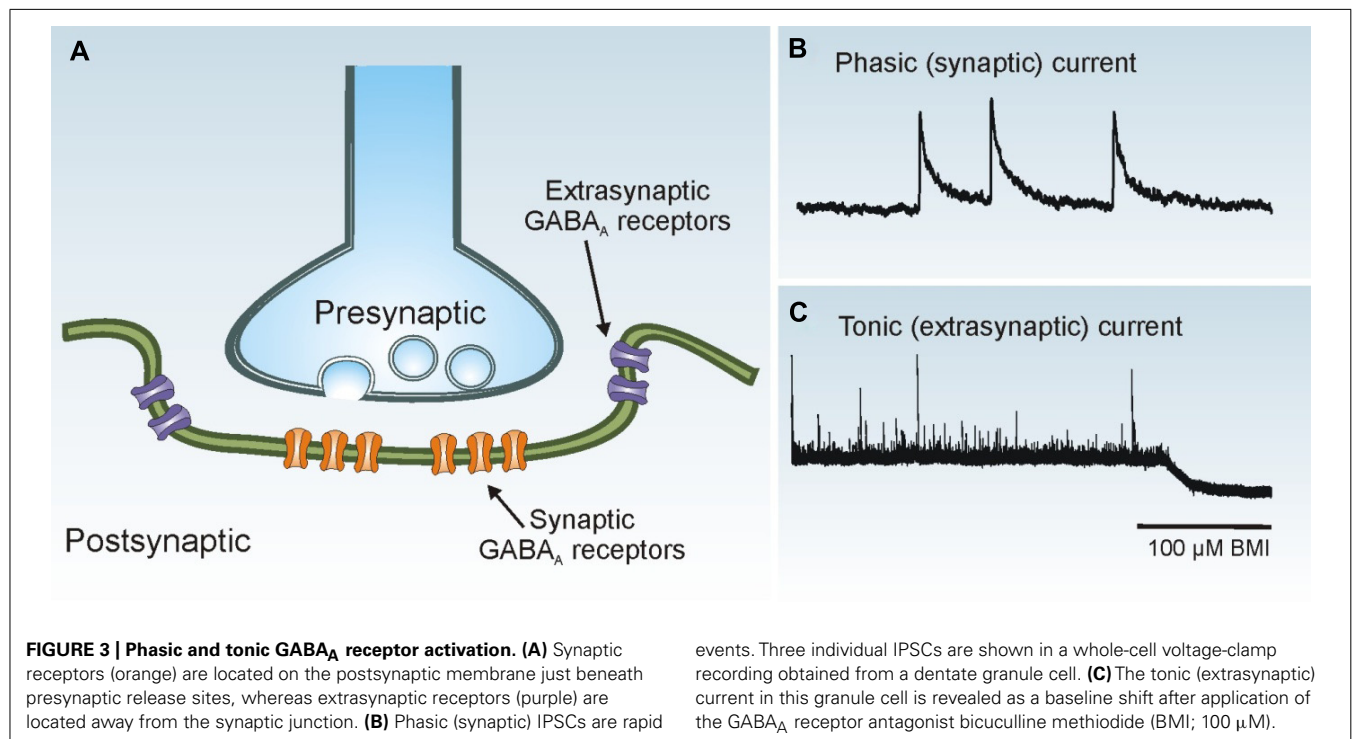 A
Extrasynaptic
GABA_A receptors
Presynaptic
Synaptic
GABA_A receptors
Postsynaptic
B
Phasic (synaptic) current
C
Tonic (extrasynaptic) current
100 µM BMI
FIGURE 3 | Phasic and tonic GABA_A receptor activation. (A) Synaptic
receptors (orange) are located on the postsynaptic membrane just beneath
presynaptic release sites, whereas extrasynaptic receptors (purple) are
located away from the synaptic junction. (B) Phasic (synaptic) IPSCs are rapid
events. Three individual IPSCs are shown in a whole-cell voltage-clamp
recording obtained from a dentate granule cell. (C) The tonic (extrasynaptic)
current in this granule cell is revealed as a baseline shift after application of
the GABA_A receptor antagonist bicuculline methiodide (BMI; 100 µM).